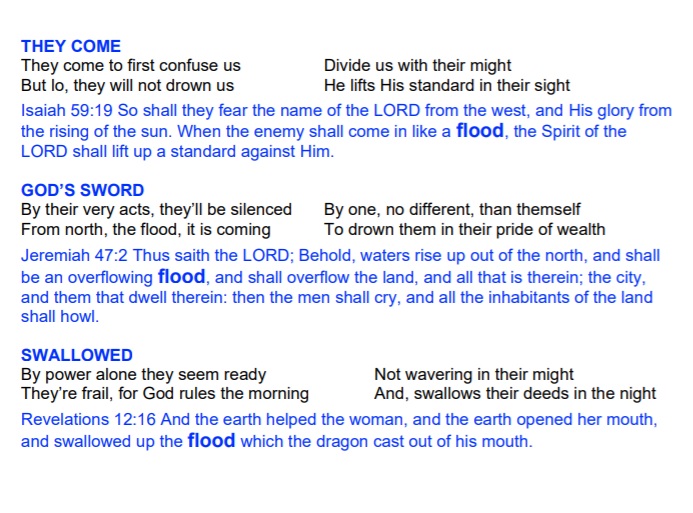 THEY COME
They come to first confuse us Divide us with their might
But lo, they will not drown us He lifts His standard in their sight
Isaiah 59:19 So shall they fear the name of the LORD from the west, and His glory from
the rising of the sun. When the enemy shall come in like a flood, the Spirit of the
LORD shall lift up a standard against Him.
GOD'S SWORD
By their very acts, they'll be silenced By one, no different, than themself
From north, the flood, it is coming To drown them in their pride of wealth
Jeremiah 47:2 Thus saith the LORD; Behold, waters rise up out of the north, and shall
be an overflowing flood, and shall overflow the land, and all that is therein; the city,
and them that dwell therein: then the men shall cry, and all the inhabitants of the land
shall howl.
SWALLOWED
By power alone they seem ready Not wavering in their might
They're frail, for God rules the morning And, swallows their deeds in the night
Revelations 12:16 And the earth helped the woman, and the earth opened her mouth,
and swallowed up the flood which the dragon cast out of his mouth.